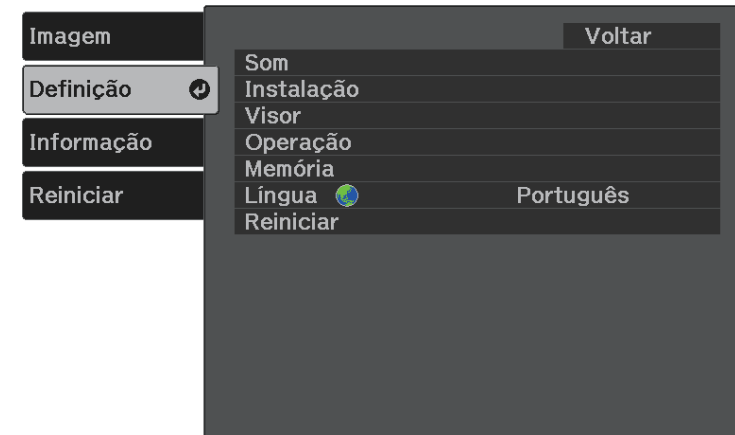 Imagem
Definição
Informação
Reiniciar
Voltar
Som
Instalação
Visor
Operação
Memória
Língua Português
Reiniciar